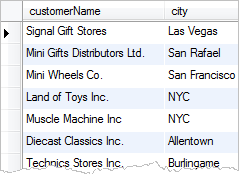 customerName city
Signal Gift Stores Las Vegas
Mini Gifts Distributors Ltd. San Rafael
Mini Wheels Co. San Francisco
Land of Toys Inc. NYC
Muscle Machine Inc NYC
Diecast Classics Inc. Allentown
Technics Stores Inc. Burlingame